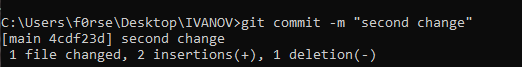 C:\Users\f0rse\Desktop\IVANOV>git commit -m "second change"
[main 4cdf23d] second change
1 file changed, 2 insertions(+), 1 deletion(-)